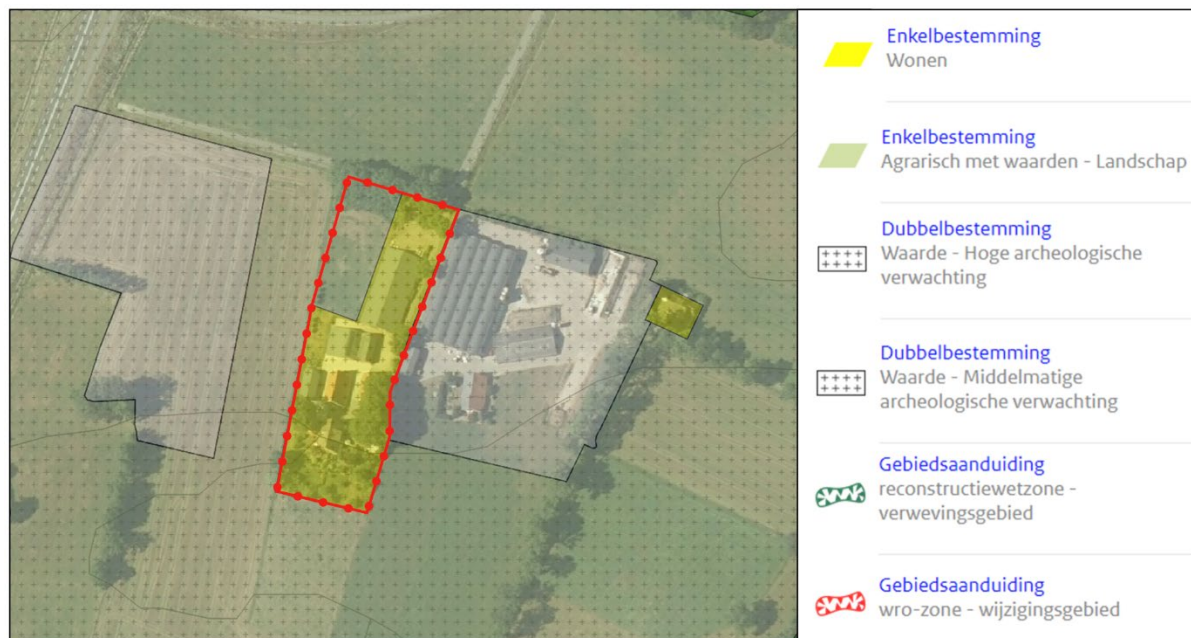 Enkelbestemming
Wonen
Enkelbestemming
Agrarisch met waarden - Landschap
Dubbelbestemming
Waarde - Hoge archeologische
verwachting
Dubbelbestemming
Waarde - Middelmatige
archeologische verwachting
Gebiedsaanduiding
reconstructiewetzone -
verwevingsgebied
Gebiedsaanduiding
wro-zone - wijzigingsgebied